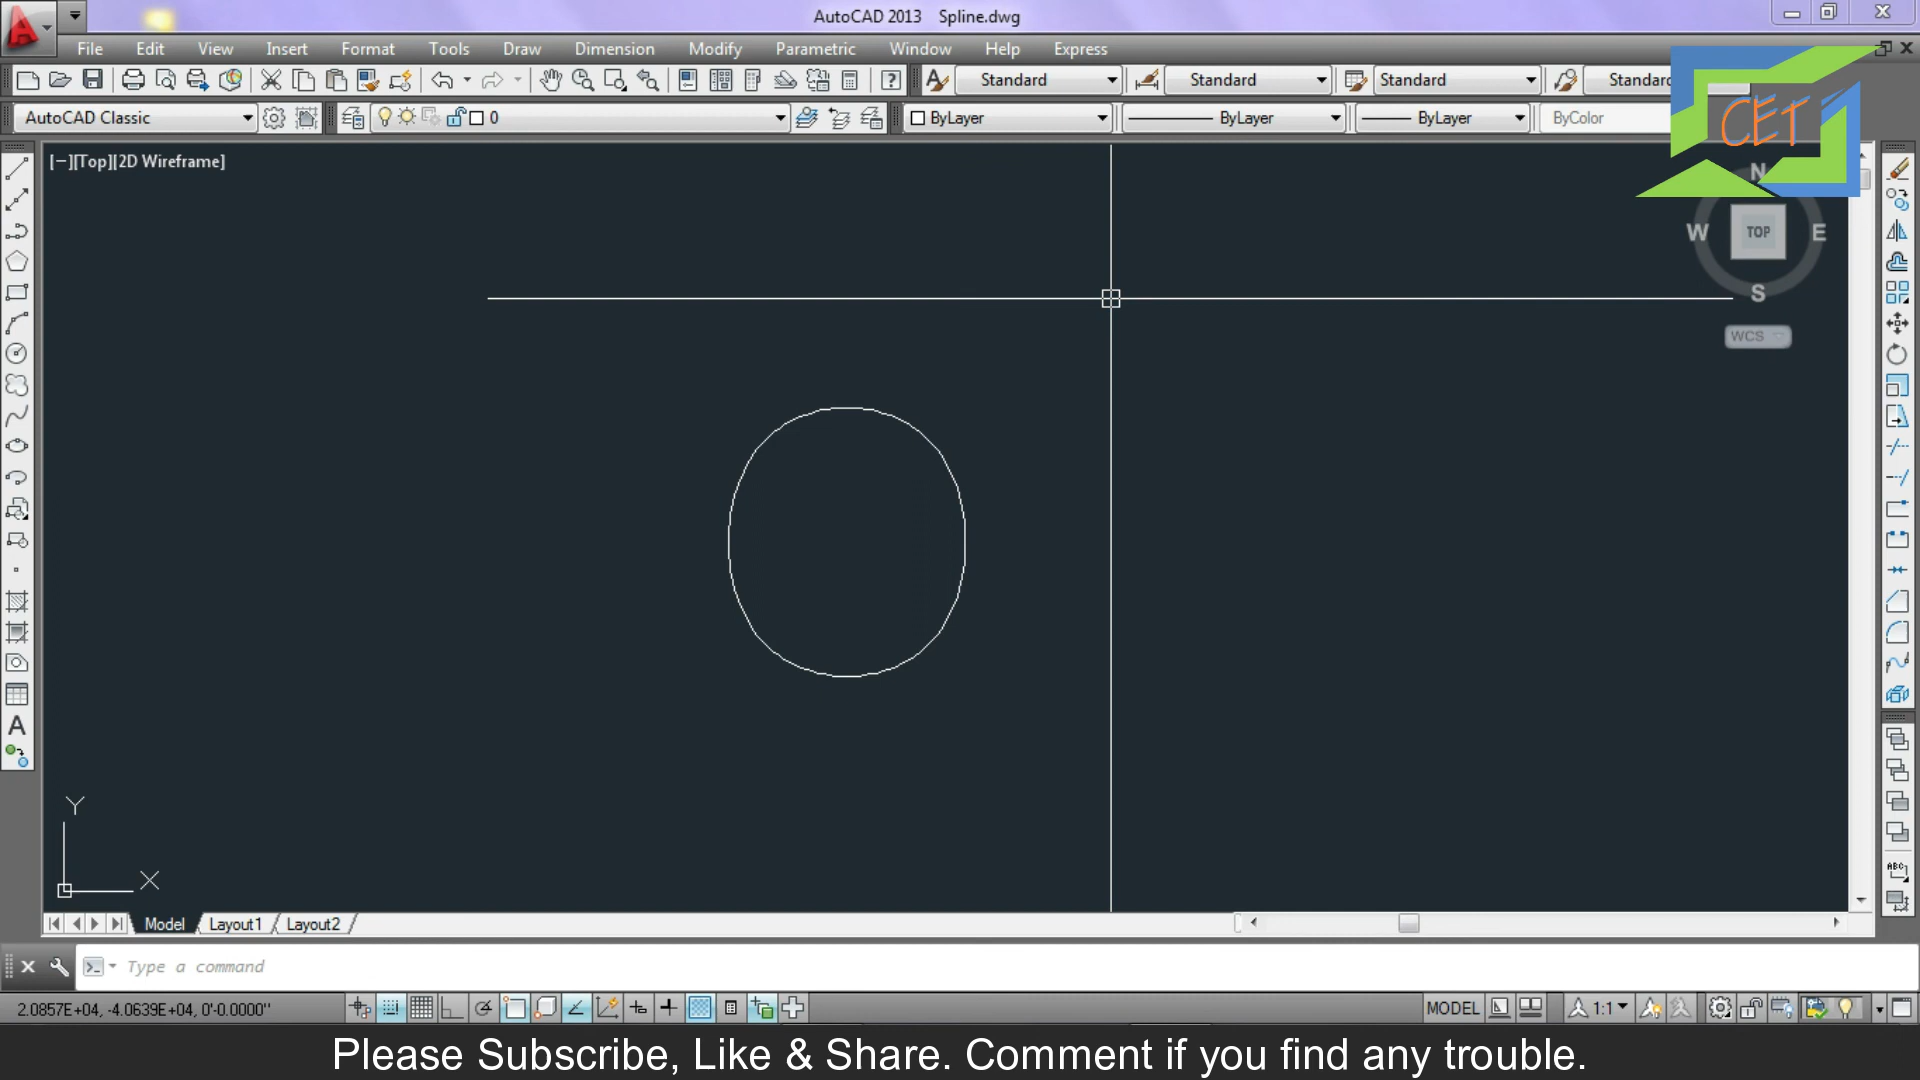 AutoCAD 2013 Spline.dwg
File Edit View Insert Format Tools Draw Dimension Modify Parametric Window Help Express
Standard Standard Standard Standard
AutoCAD Classic 0 ByLayer ByLayer ByLayer ByColor
CET
[−][Top][2D Wireframe]
N
W TOP E
S
WCS
A
ABC
Y
X
Model Layout1 Layout2
Type a command
2.0857E+04, -4.0639E+04, 0'-0.0000" MODEL 1:1
Please Subscribe, Like & Share. Comment if you find any trouble.